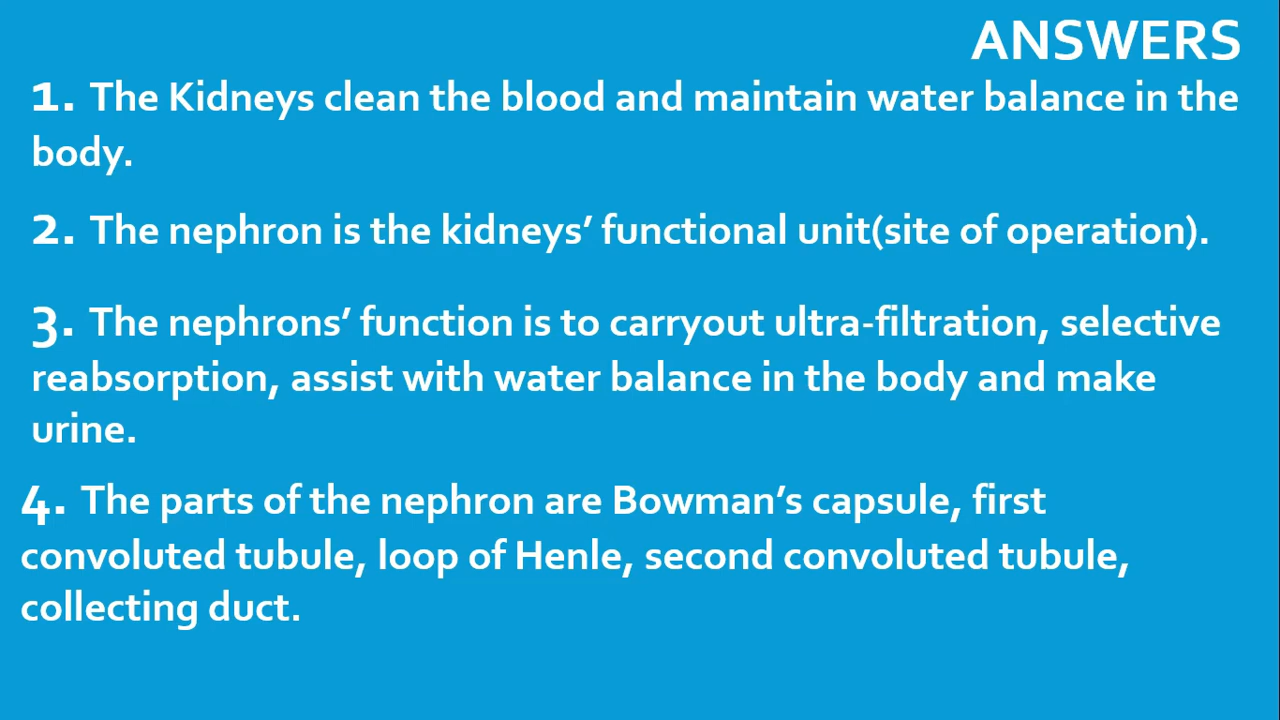 ANSWERS
1. The Kidneys clean the blood and maintain water balance in the
body.
2. The nephron is the kidneys’ functional unit(site of operation).
3. The nephrons’ function is to carryout ultra-filtration, selective
reabsorption, assist with water balance in the body and make
urine.
4. The parts of the nephron are Bowman’s capsule, first
convoluted tubule, loop of Henle, second convoluted tubule,
collecting duct.